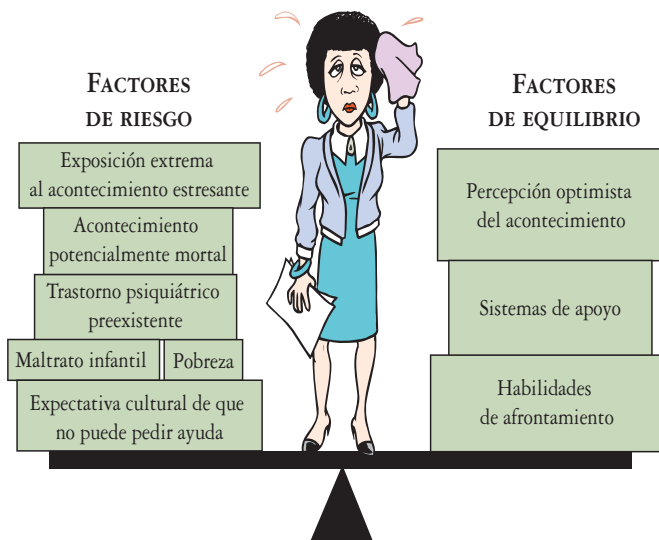 FACTORES
DE RIESGO
Exposición extrema
al acontecimiento estresante
Acontecimiento
potencialmente mortal
Trastorno psiquiátrico
preexistente
Maltrato infantil
Pobreza
Expectativa cultural de que
no puede pedir ayuda
FACTORES
DE EQUILIBRIO
Percepción optimista
del acontecimiento
Sistemas de apoyo
Habilidades
de afrontamiento